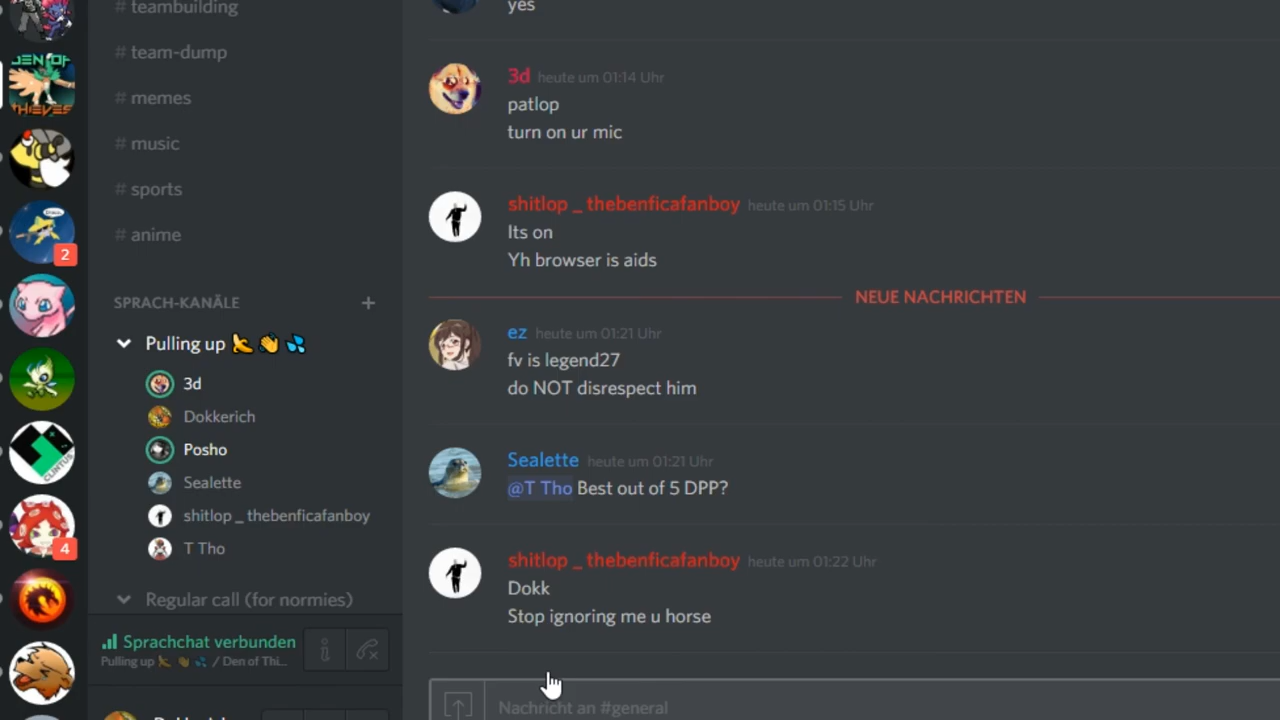 # teambuilding
# team-dump
# memes
# music
# sports
# anime
SPRACH-KANÄLE +
Pulling up 🍌 👏 💦
3d
Dokkerich
Posho
Sealette
shitlop _ thebenficafanboy
T Tho
Regular call (for normies)
Sprachchat verbunden
Pulling up 🍌 👏 💦 / Den of Thi...
2
4
CLINTUS
THIEVES
yes
3d heute um 01:14 Uhr
patlop
turn on ur mic
shitlop _ thebenficafanboy heute um 01:15 Uhr
Its on
Yh browser is aids
NEUE NACHRICHTEN
ez heute um 01:21 Uhr
fv is legend27
do NOT disrespect him
Sealette heute um 01:21 Uhr
@T Tho Best out of 5 DPP?
shitlop _ thebenficafanboy heute um 01:22 Uhr
Dokk
Stop ignoring me u horse
Nachricht an #general